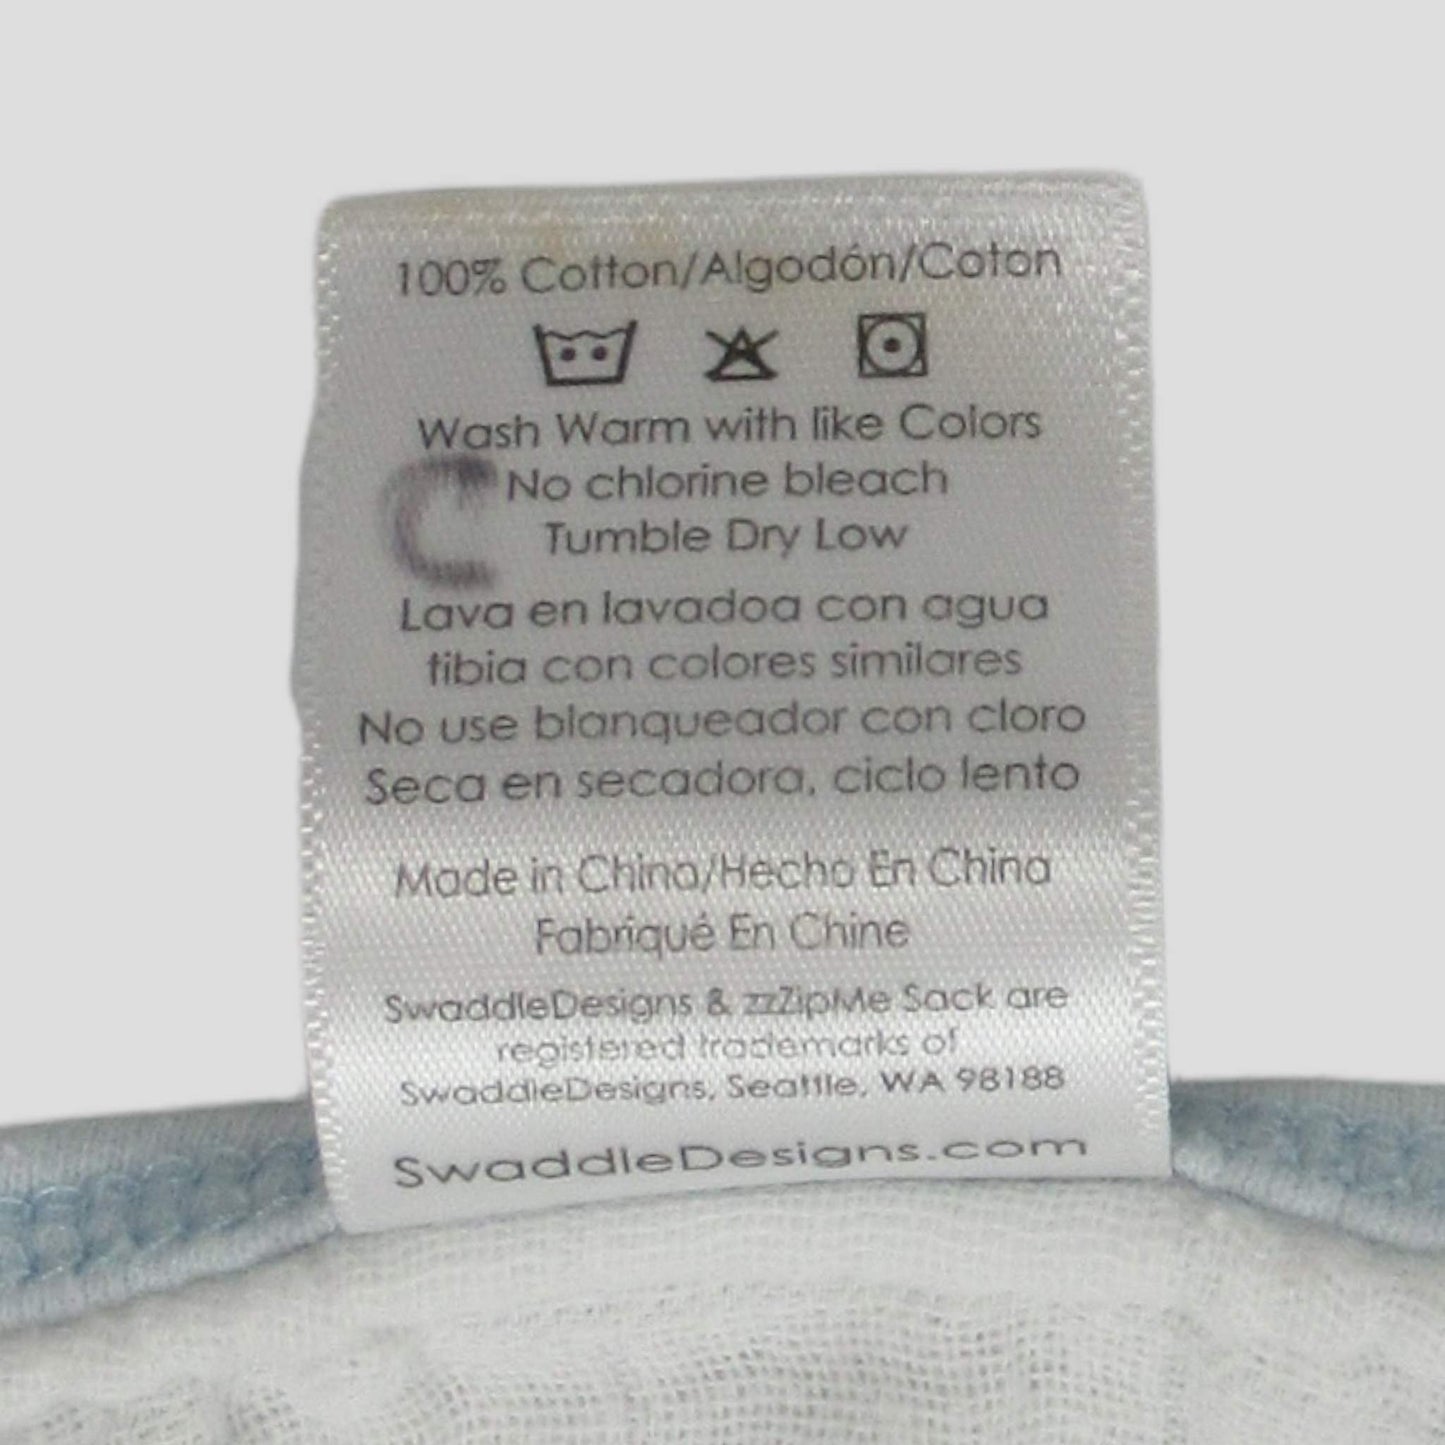 100% Cotton/Algodón/Coton
Wash Warm with like Colors
C
No chlorine bleach
Tumble Dry Low
Lava en lavadoa con agua
tibia con colores similares
No use blanqueador con cloro
Seca en secadora, ciclo lento
Made in China/Hecho En China
Fabriqué En Chine
SwaddleDesigns & zzZipMe Sack are
registered trademarks of
SwaddleDesigns, Seattle, WA 98188
SwaddleDesigns.com